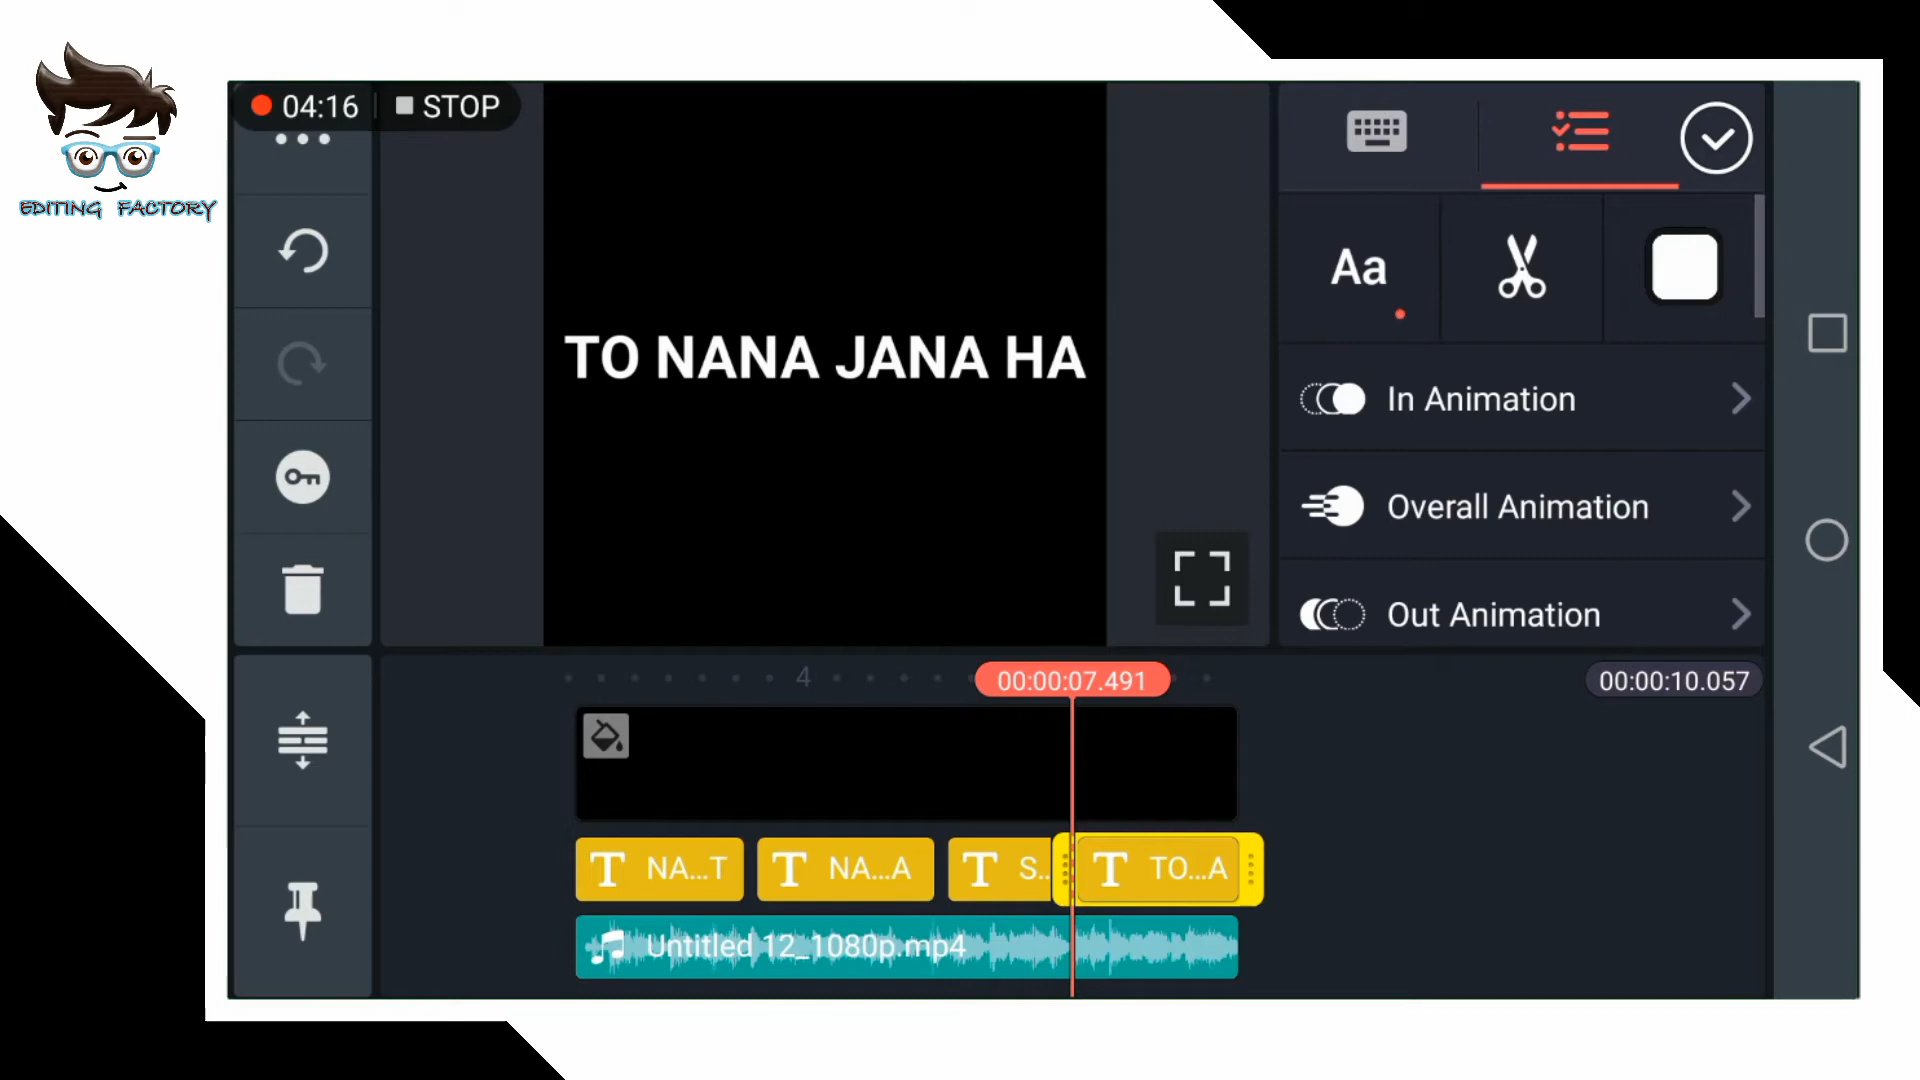 04:16 STOP
EDITING FACTORY
TO NANA JANA HA
Aa
In Animation
Overall Animation
Out Animation
4
00:00:07.491
00:00:10.057
T NA...T
T NA...A
T S..
T TO...A
Untitled 12_1080p.mp4